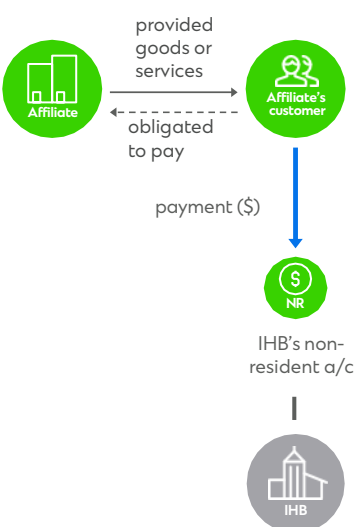 provided
goods or
services
Affiliate
Affiliate's
customer
obligated
to pay
payment ($)
$
NR
IHB's non-
resident a/c
IHB